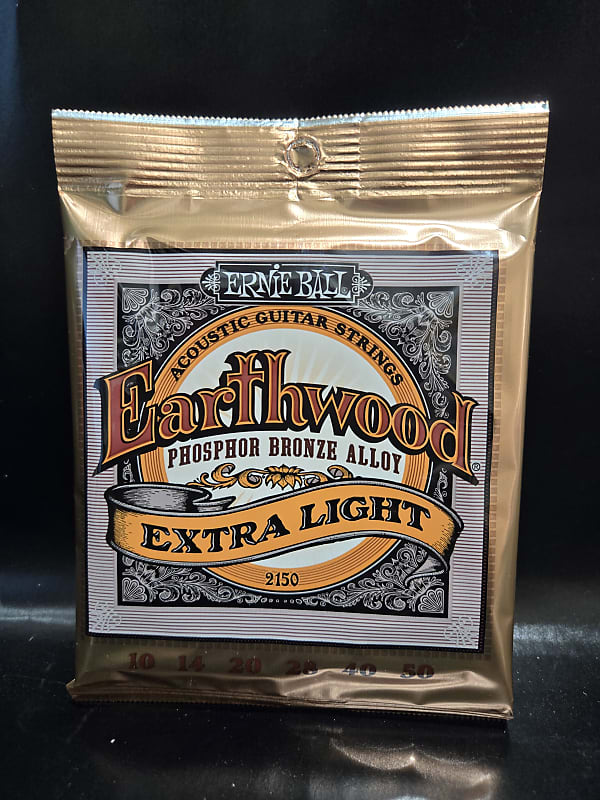 ERNIE BALL
ACOUSTIC GUITAR STRINGS
Earthwood®
PHOSPHOR BRONZE ALLOY
EXTRA LIGHT
2150
10 14 20 28 40 50